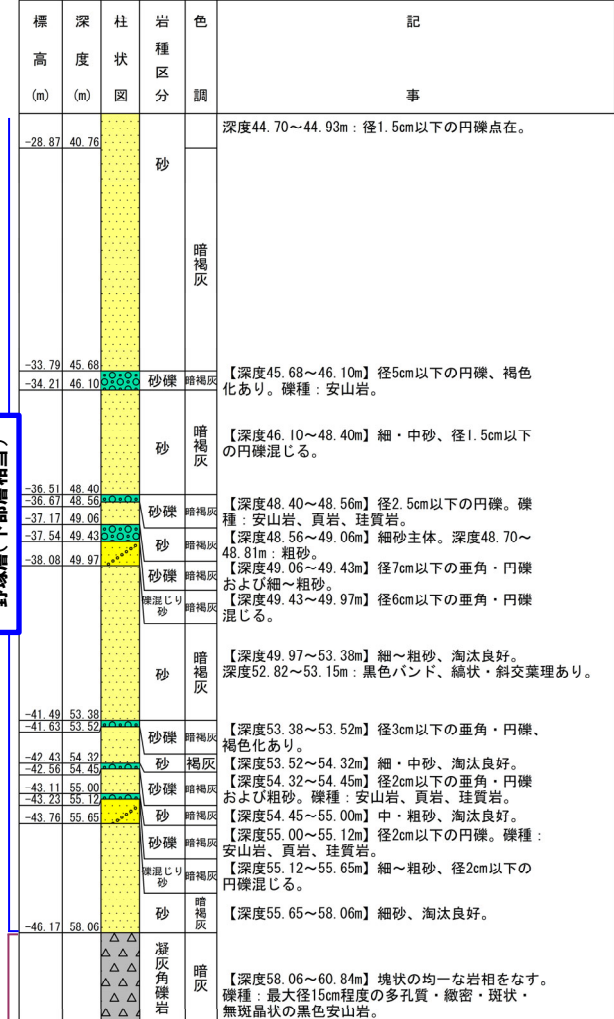 標高(m) 深度(m) 柱状図 岩種区分 色調 記事
深度44.70～44.93m：径1.5cm以下の円礫点在。
-28.87 40.76
砂 暗褐灰
-33.79 45.68
【深度45.68～46.10m】径5cm以下の円礫、褐色
化あり。礫種：安山岩。
砂礫 暗褐灰
-34.21 46.10
【深度46.10～48.40m】細・中砂、径1.5cm以下
の円礫混じる。
砂 暗褐灰
-36.51 48.40
-36.67 48.56
【深度48.40～48.56m】径2.5cm以下の円礫。礫
種：安山岩、頁岩、珪質岩。
砂礫 暗褐灰
-37.17 49.06
【深度48.56～49.06m】細砂主体。深度48.70～
48.81m：粗砂。
砂 暗褐灰
-37.54 49.43
【深度49.06～49.43m】径7cm以下の亜角・円礫
および細～粗砂。
砂礫 暗褐灰
-38.08 49.97
【深度49.43～49.97m】径6cm以下の亜角・円礫
混じる。
礫混じり砂 暗褐灰
【深度49.97～53.38m】細～粗砂、淘汰良好。
深度52.82～53.15m：黒色バンド、縞状・斜交葉理あり。
砂 暗褐灰
-41.49 53.38
-41.63 53.52
【深度53.38～53.52m】径3cm以下の亜角・円礫、
褐色化あり。
砂礫 暗褐灰
-42.43 54.32
【深度53.52～54.32m】細・中砂、淘汰良好。
砂 褐灰
-42.56 54.45
【深度54.32～54.45m】径2cm以下の亜角・円礫
および粗砂。礫種：安山岩、頁岩、珪質岩。
砂礫 暗褐灰
-43.11 55.00
【深度54.45～55.00m】中・粗砂、淘汰良好。
砂 暗褐灰
-43.23 55.12
【深度55.00～55.12m】径2cm以下の円礫。礫種：
安山岩、頁岩、珪質岩。
砂礫 暗褐灰
-43.76 55.65
【深度55.12～55.65m】細～粗砂、径2cm以下の
円礫混じる。
礫混じり砂 暗褐灰
【深度55.65～58.06m】細砂、淘汰良好。
砂 暗褐灰
-46.17 58.06
【深度58.06～60.84m】塊状の均一な岩相をなす。
礫種：最大径15cm程度の多孔質・緻密・斑状・
無斑晶状の黒色安山岩。
凝灰角礫岩 暗灰